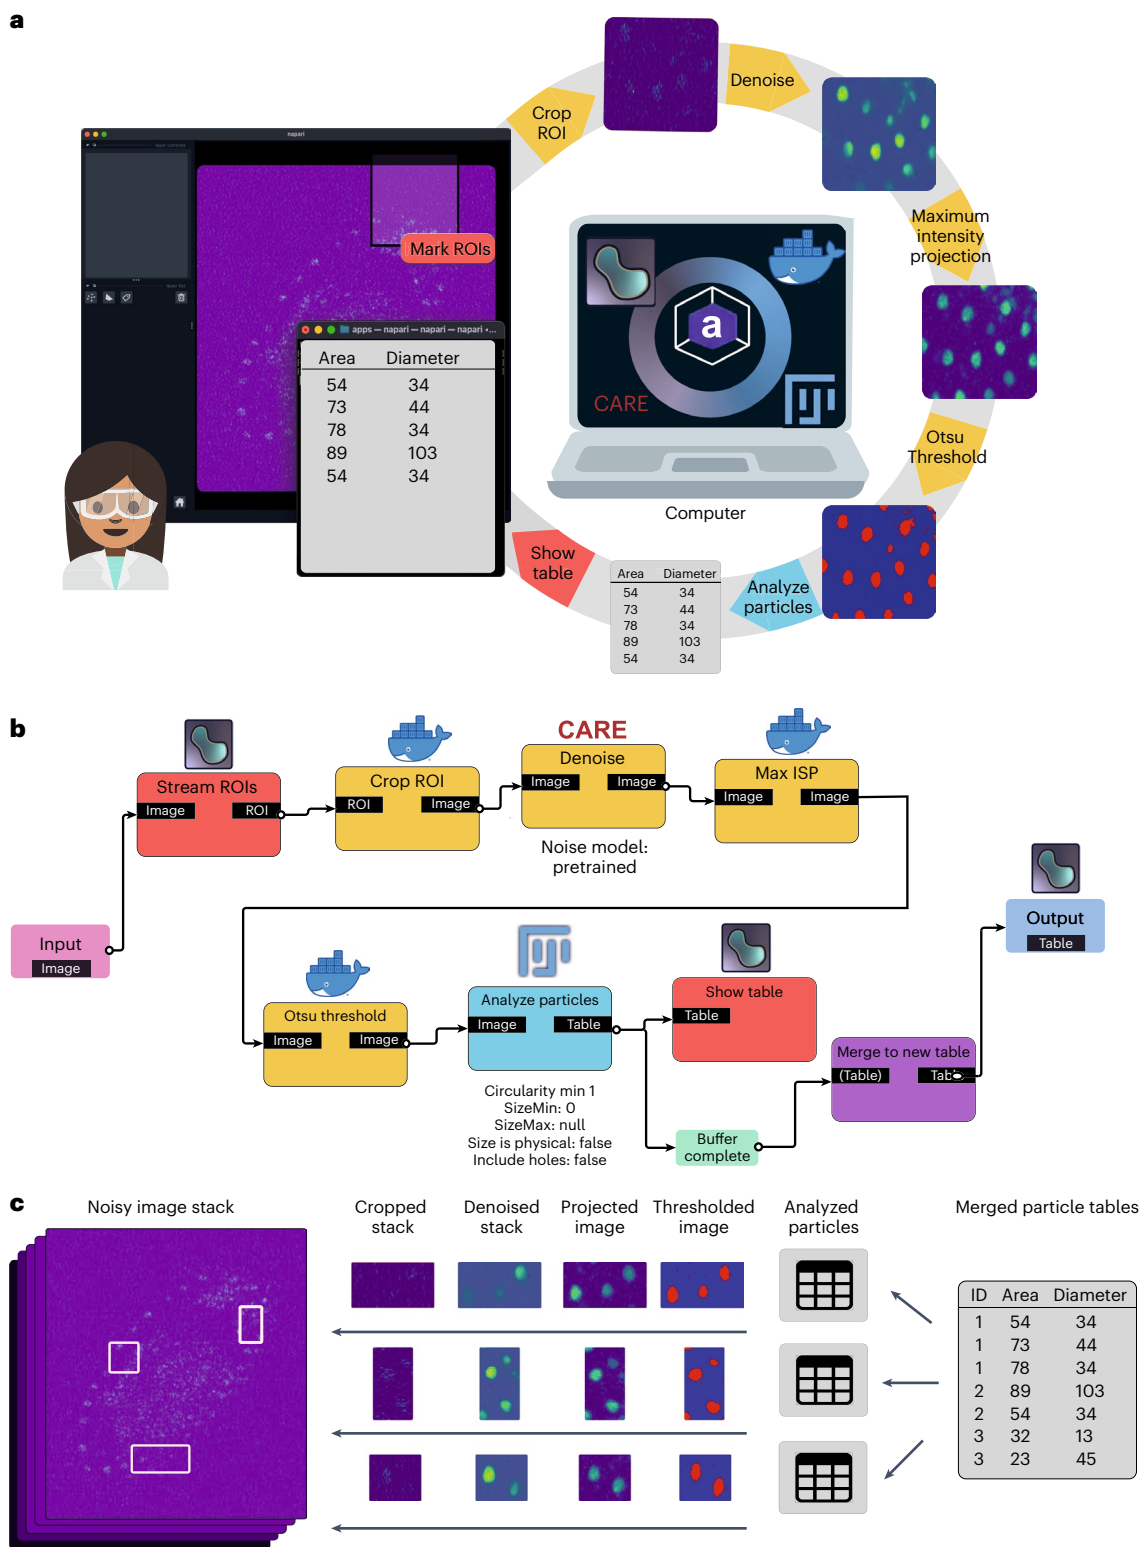 a
napari
Crop
ROI
Denoise
Maximum
intensity
projection
Mark ROIs
apps — napari — napari — napari •...
Area Diameter
54 34
73 44
78 34
89 103
54 34
a
CARE
Computer
Otsu
Threshold
Show
table
Area Diameter
54 34
73 44
78 34
89 103
54 34
Analyze
particles
b
Stream ROIs
Image ROI
Crop ROI
ROI Image
CARE
Denoise
Image Image
Noise model:
pretrained
Max ISP
Image Image
Input
Image
Output
Table
Otsu threshold
Image Image
Analyze particles
Image Table
Circularity min 1
SizeMin: 0
SizeMax: null
Size is physical: false
Include holes: false
Show table
Table
Buffer
complete
Merge to new table
(Table)
c
Noisy image stack
Cropped
stack
Denoised
stack
Projected
image
Thresholded
image
Analyzed
particles
Merged particle tables
ID Area Diameter
1 54 34
1 73 44
1 78 34
2 89 103
2 54 34
3 32 13
3 23 45